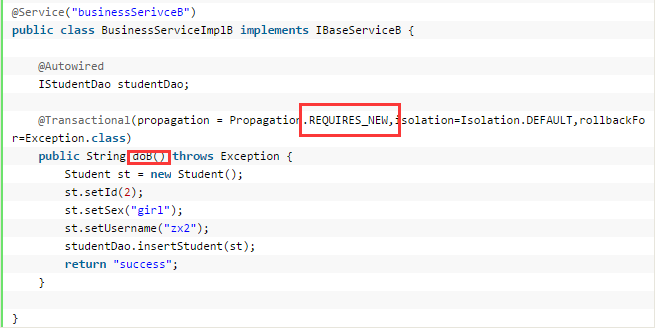 @Service("businessSerivceB")
public class BusinessServiceImplB implements IBaseServiceB {
@Autowired
IStudentDao studentDao;
@Transactional(propagation = Propagation.REQUIRES_NEW,isolation=Isolation.DEFAULT,rollbackFo
r=Exception.class)
public String doB() throws Exception {
Student st = new Student();
st.setId(2);
st.setSex("girl");
st.setUsername("zx2");
studentDao.insertStudent(st);
return "success";
}
}